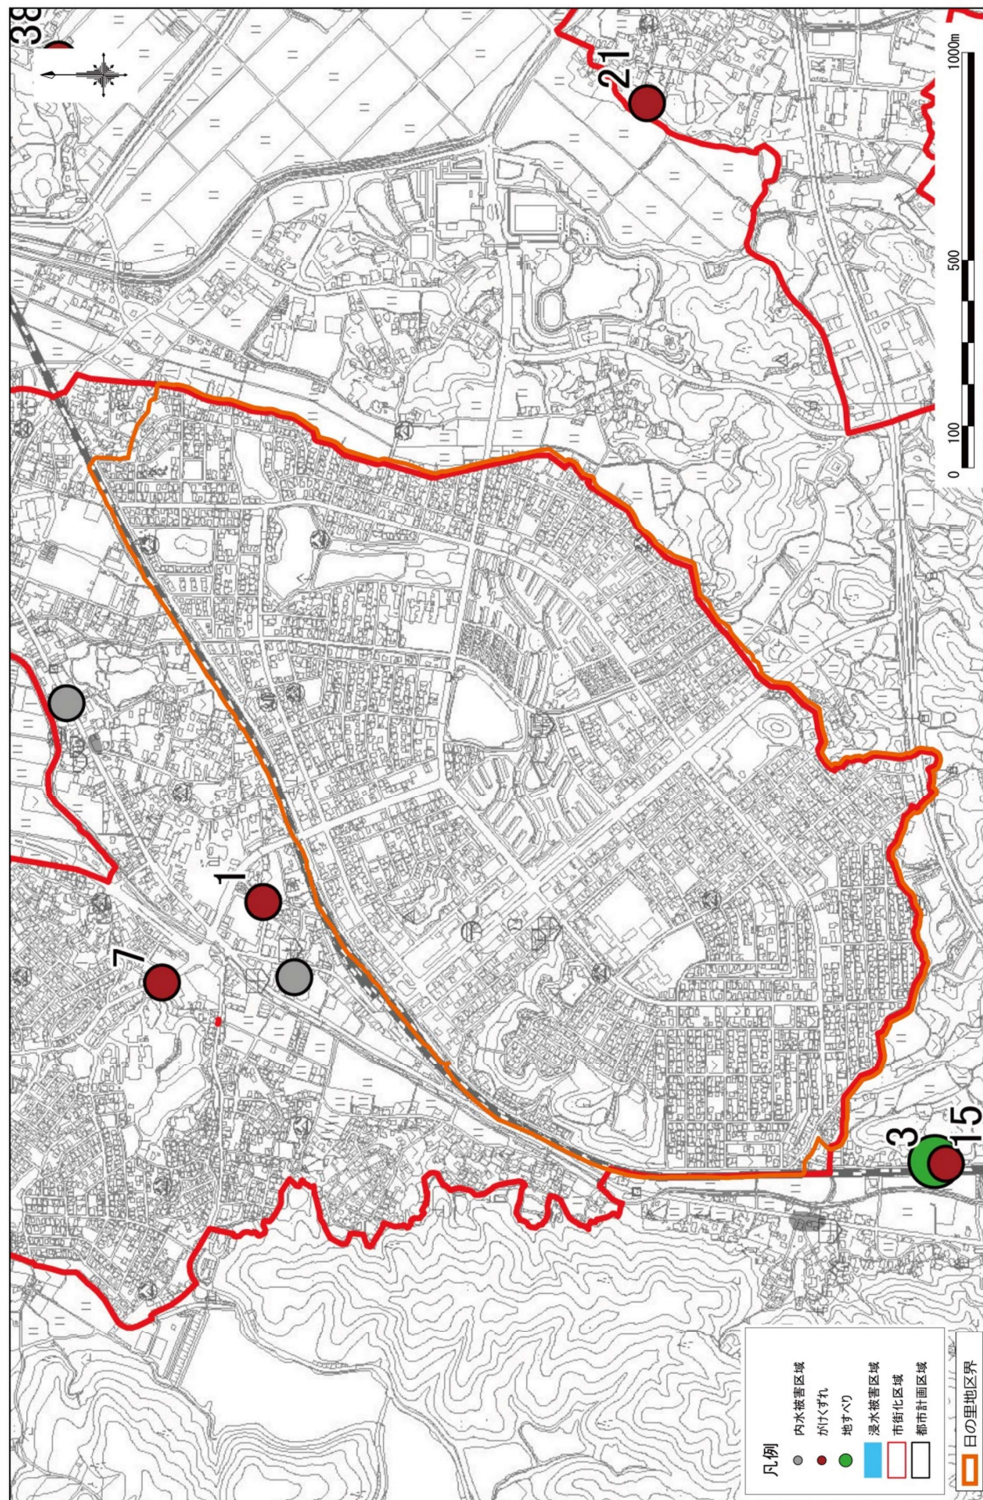 38
21
7
1
3
15
凡例
内水被害区域
がけくずれ
地すべり
浸水被害区域
市街化区域
都市計画区域
日の里地区界
0 100 500 1000m